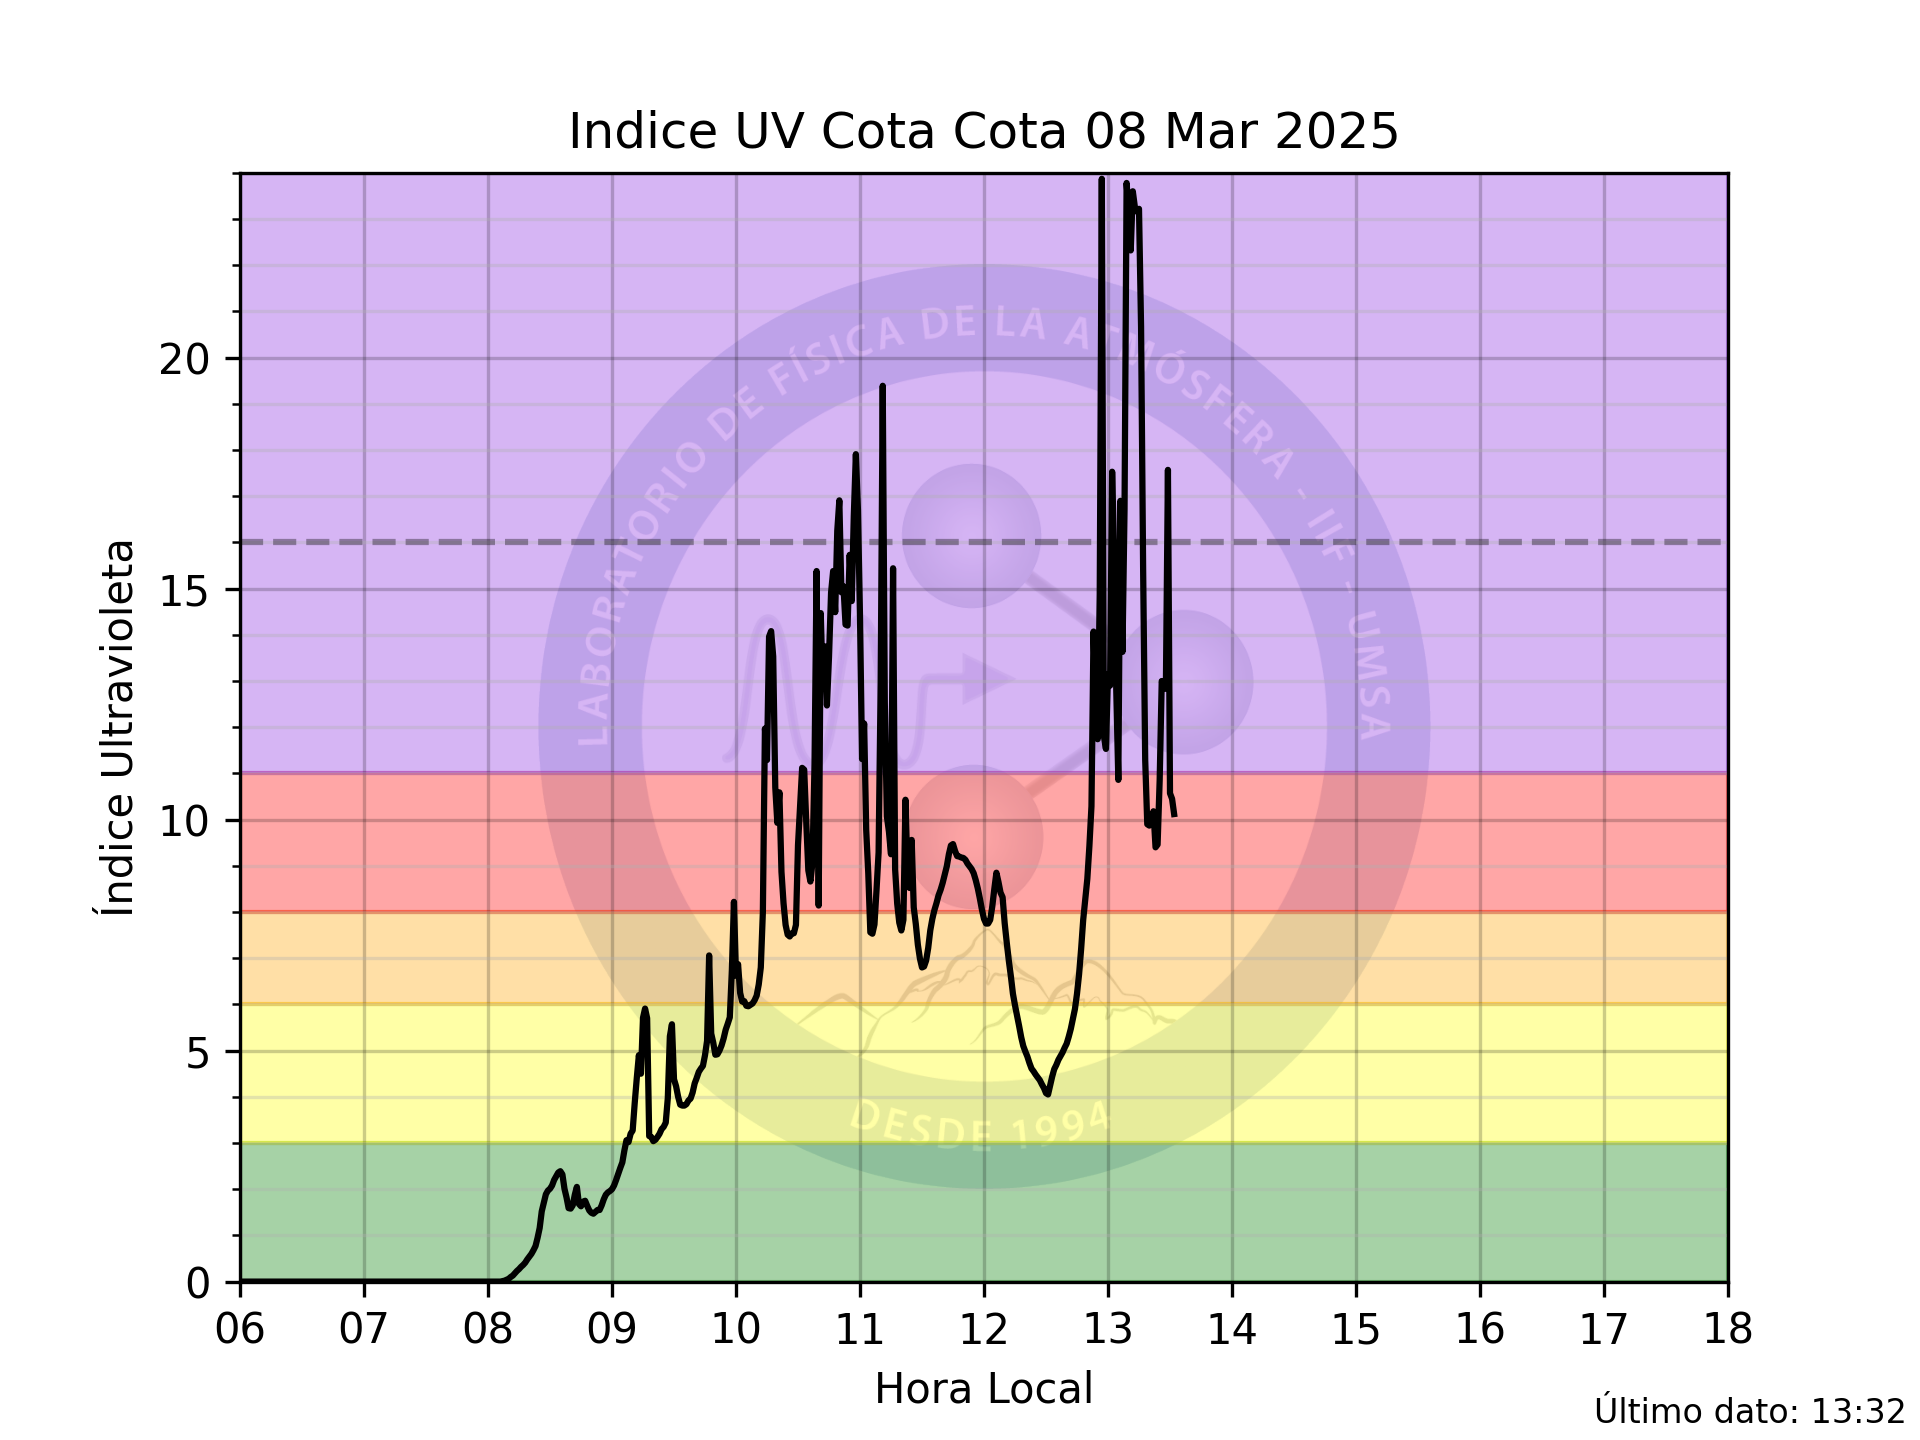 Indice UV Cota Cota 08 Mar 2025
Índice Ultravioleta
20
15
10
5
0
LABORATORIO DE FÍSICA DE LA ATMÓSFERA - IIF - UMSA
DESDE 1994
06 07 08 09 10 11 12 13 14 15 16 17 18
Hora Local
Último dato: 13:32